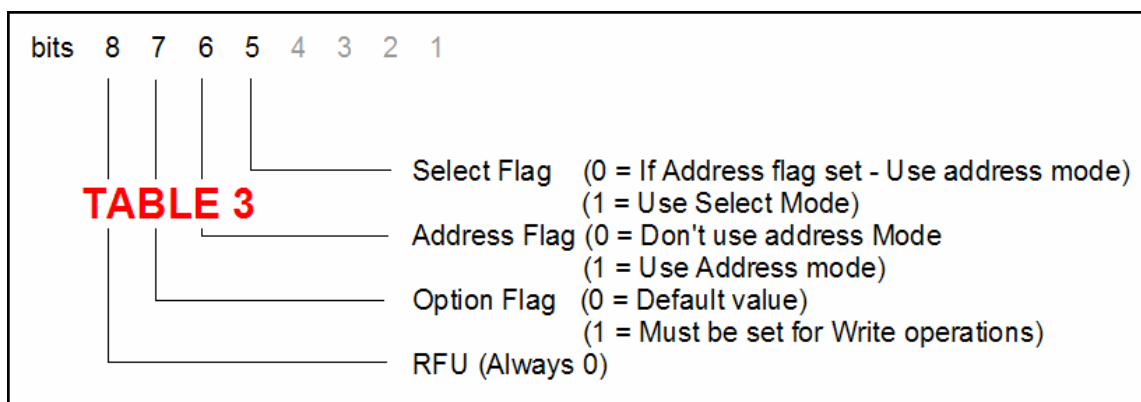 bits 8 7 6 5 4 3 2 1
Select Flag (0 = If Address flag set - Use address mode)
(1 = Use Select Mode)
TABLE 3
Address Flag (0 = Don't use address Mode
(1 = Use Address mode)
Option Flag (0 = Default value)
(1 = Must be set for Write operations)
RFU (Always 0)